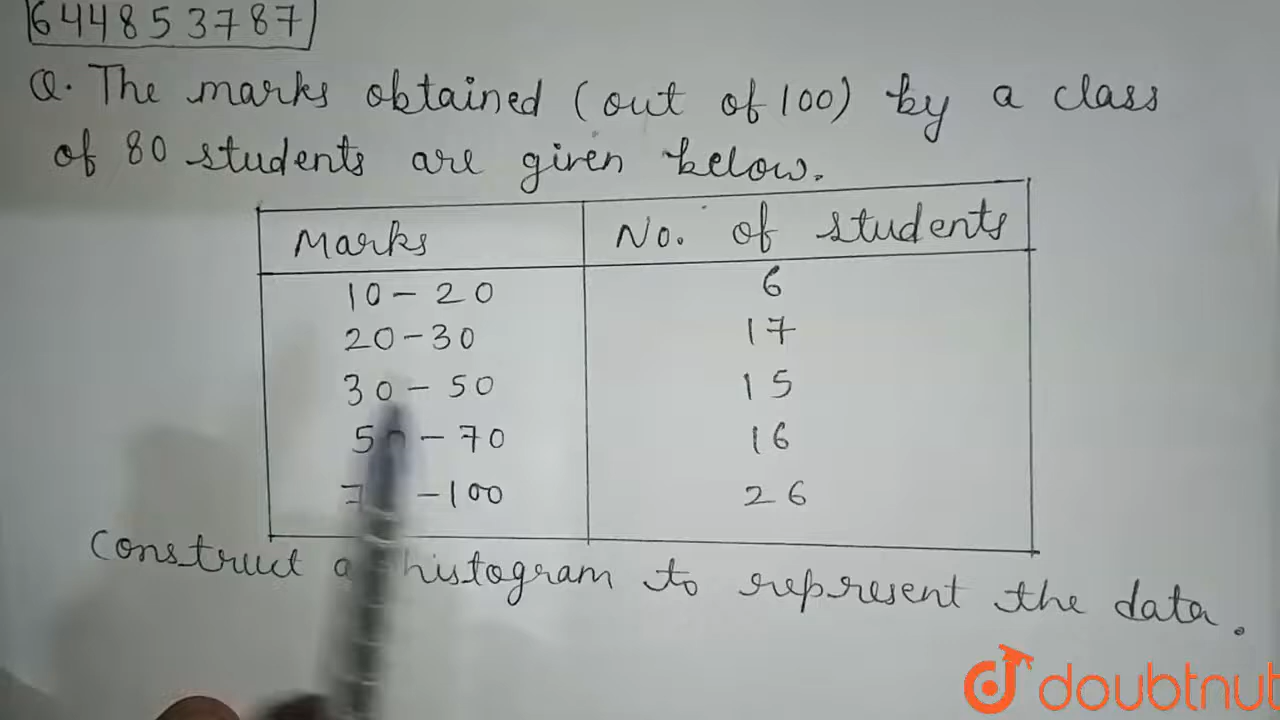 644853787
Q. The marks obtained (out of 100) by a class
of 80 students are given below.
Marks No. of students
10-20 6
20-30 17
30-50 15
50-70 16
-100 26
construct a histogram to represent the data.
doubtnut